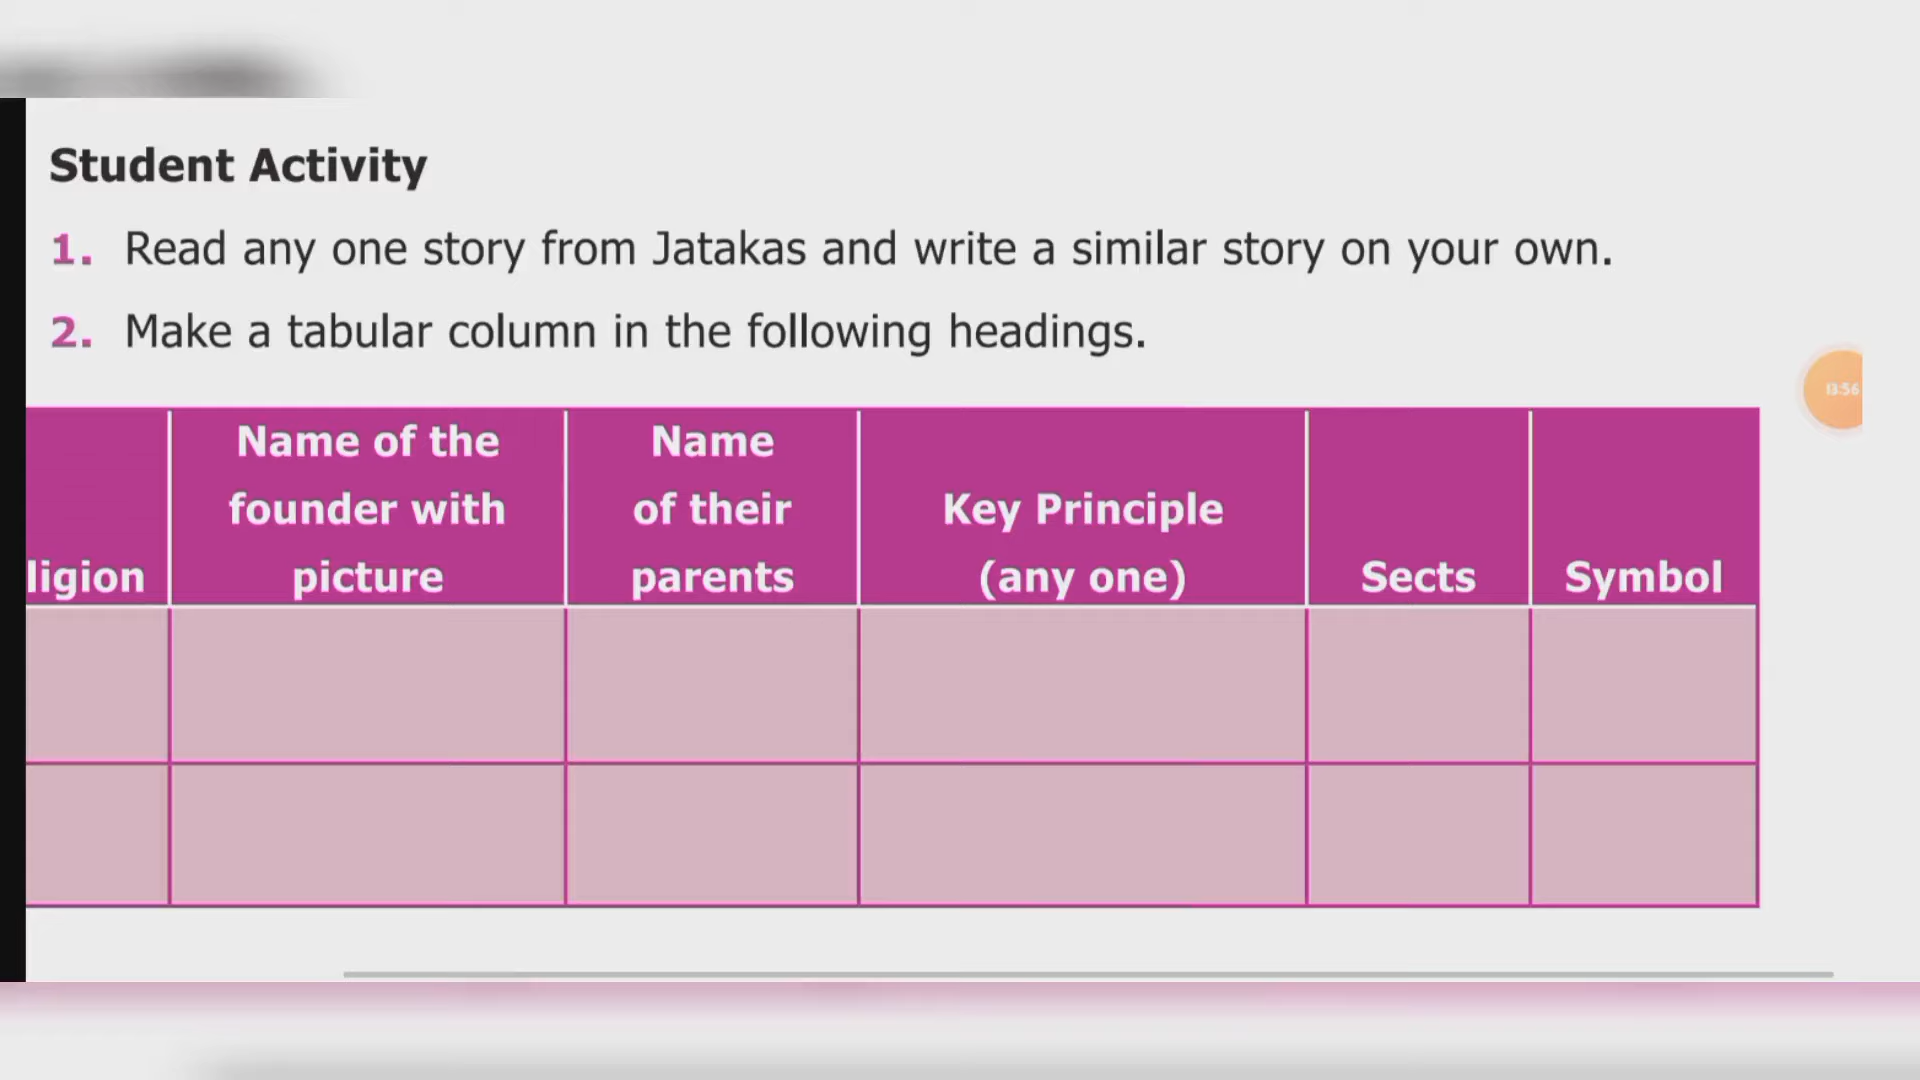 Student Activity
1. Read any one story from Jatakas and write a similar story on your own.
2. Make a tabular column in the following headings.
13:56
ligion
Name of the
founder with
picture
Name
of their
parents
Key Principle
(any one)
Sects
Symbol